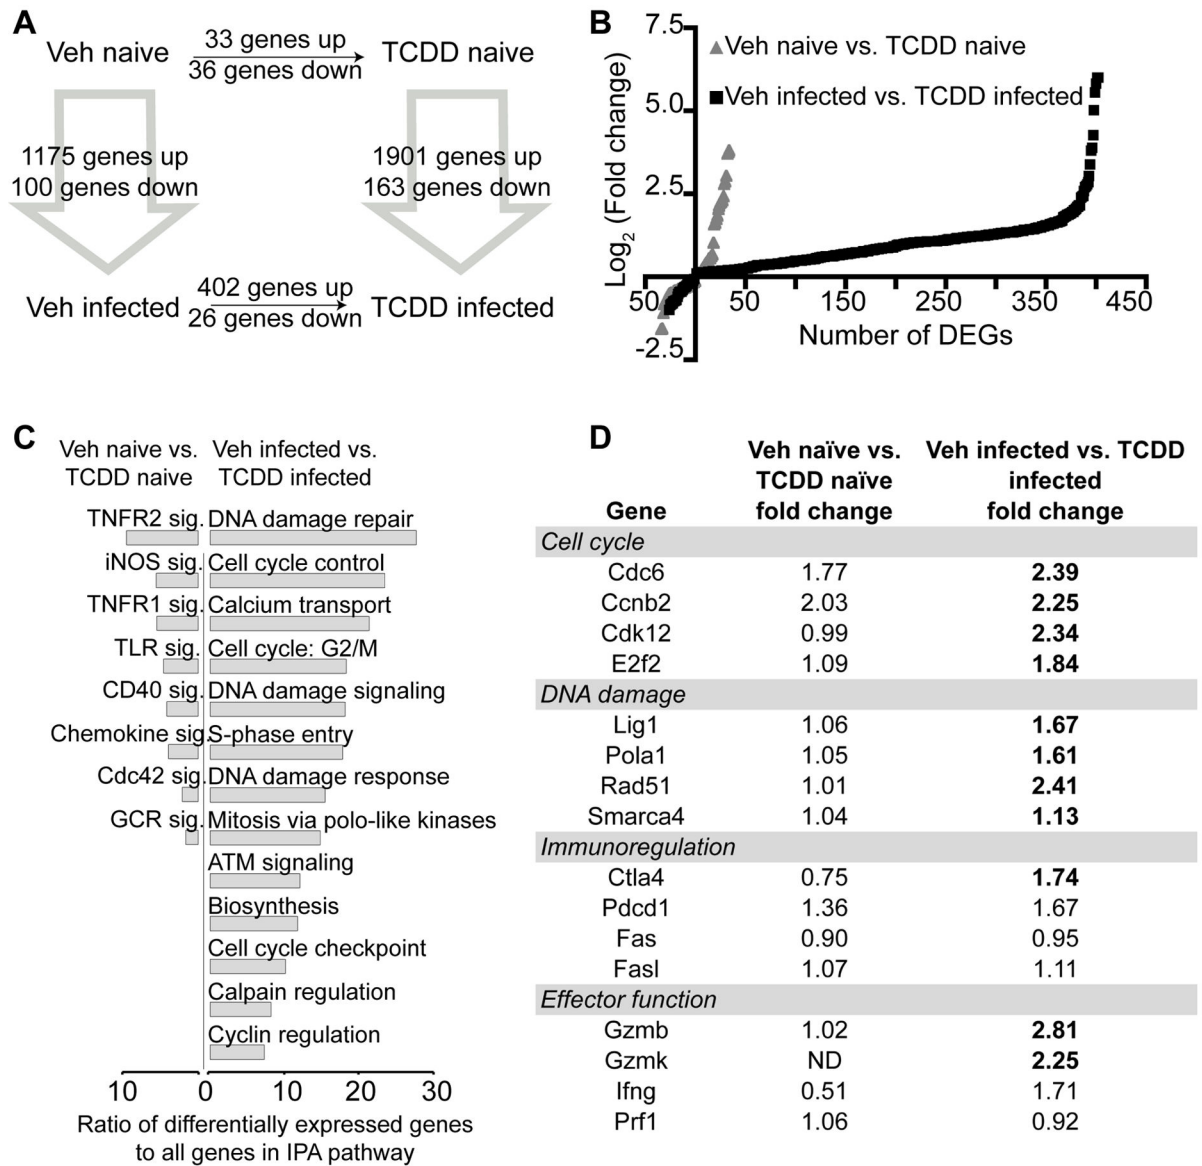 A
Veh naive
33 genes up
36 genes down
TCDD naive
1175 genes up
100 genes down
1901 genes up
163 genes down
Veh infected
402 genes up
26 genes down
TCDD infected
B
7.5
5.0
2.5
-2.5
Log2 (Fold change)
Veh naive vs. TCDD naive
Veh infected vs. TCDD infected
50 50 150 250 350 450
Number of DEGs
C
Veh naive vs.
TCDD naive
Veh infected vs.
TCDD infected
TNFR2 sig. DNA damage repair
iNOS sig. Cell cycle control
TNFR1 sig. Calcium transport
TLR sig. Cell cycle: G2/M
CD40 sig. DNA damage signaling
Chemokine sig. S-phase entry
Cdc42 sig. DNA damage response
GCR sig. Mitosis via polo-like kinases
ATM signaling
Biosynthesis
Cell cycle checkpoint
Calpain regulation
Cyclin regulation
10 0 10 20 30
Ratio of differentially expressed genes
to all genes in IPA pathway
D
Gene
Veh naïve vs.
TCDD naïve
fold change
Veh infected vs. TCDD
infected
fold change
Cell cycle
Cdc6 1.77 2.39
Ccnb2 2.03 2.25
Cdk12 0.99 2.34
E2f2 1.09 1.84
DNA damage
Lig1 1.06 1.67
Pola1 1.05 1.61
Rad51 1.01 2.41
Smarca4 1.04 1.13
Immunoregulation
Ctla4 0.75 1.74
Pdcd1 1.36 1.67
Fas 0.90 0.95
Fasl 1.07 1.11
Effector function
Gzmb 1.02 2.81
Gzmk ND 2.25
Ifng 0.51 1.71
Prf1 1.06 0.92